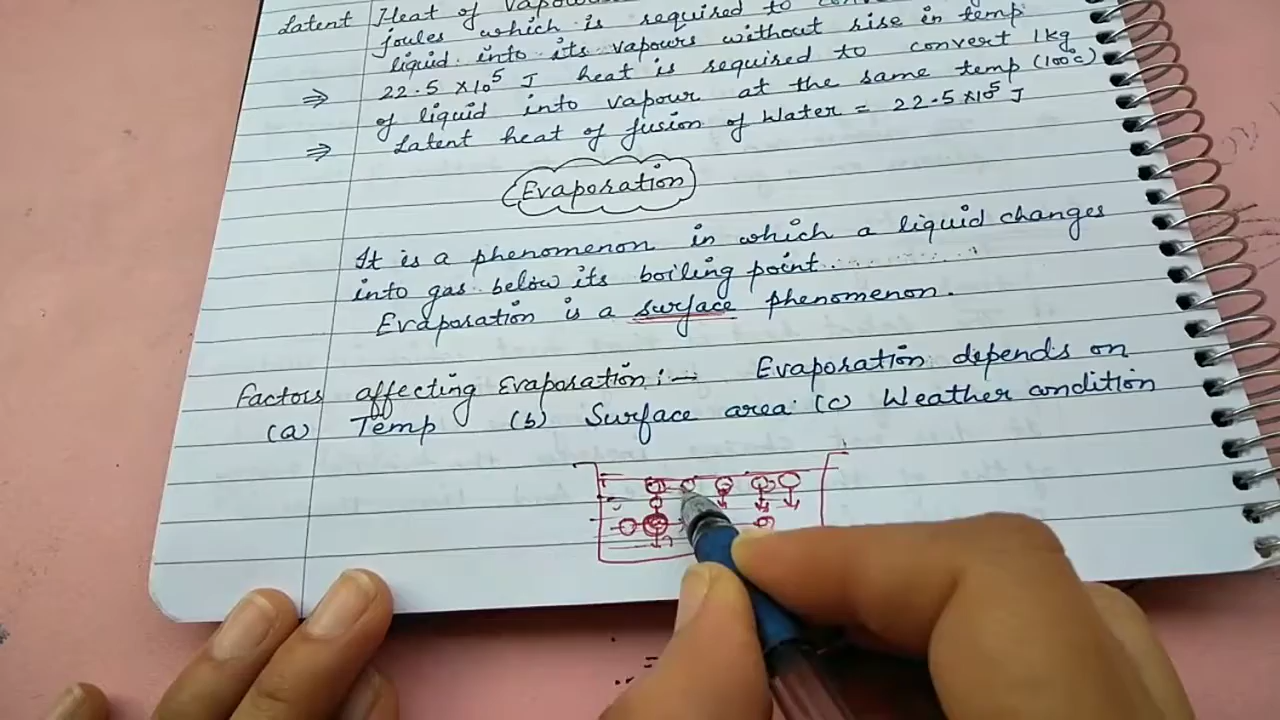 Latent Heat of Vapou
joules which is required to
liquid into its vapours without rise in temp
⇒ 22.5 × 10⁵ J heat is required to convert 1 kg
of liquid into vapour at the same temp (100°c)
⇒ Latent heat of fusion of Water = 22.5 × 10⁵ J
Evaporation
It is a phenomenon in which a liquid changes
into gas below its boiling point.
Evaporation is a surface phenomenon.
Factors affecting Evaporation :→ Evaporation depends on
(a) Temp (b) Surface area (c) Weather condition